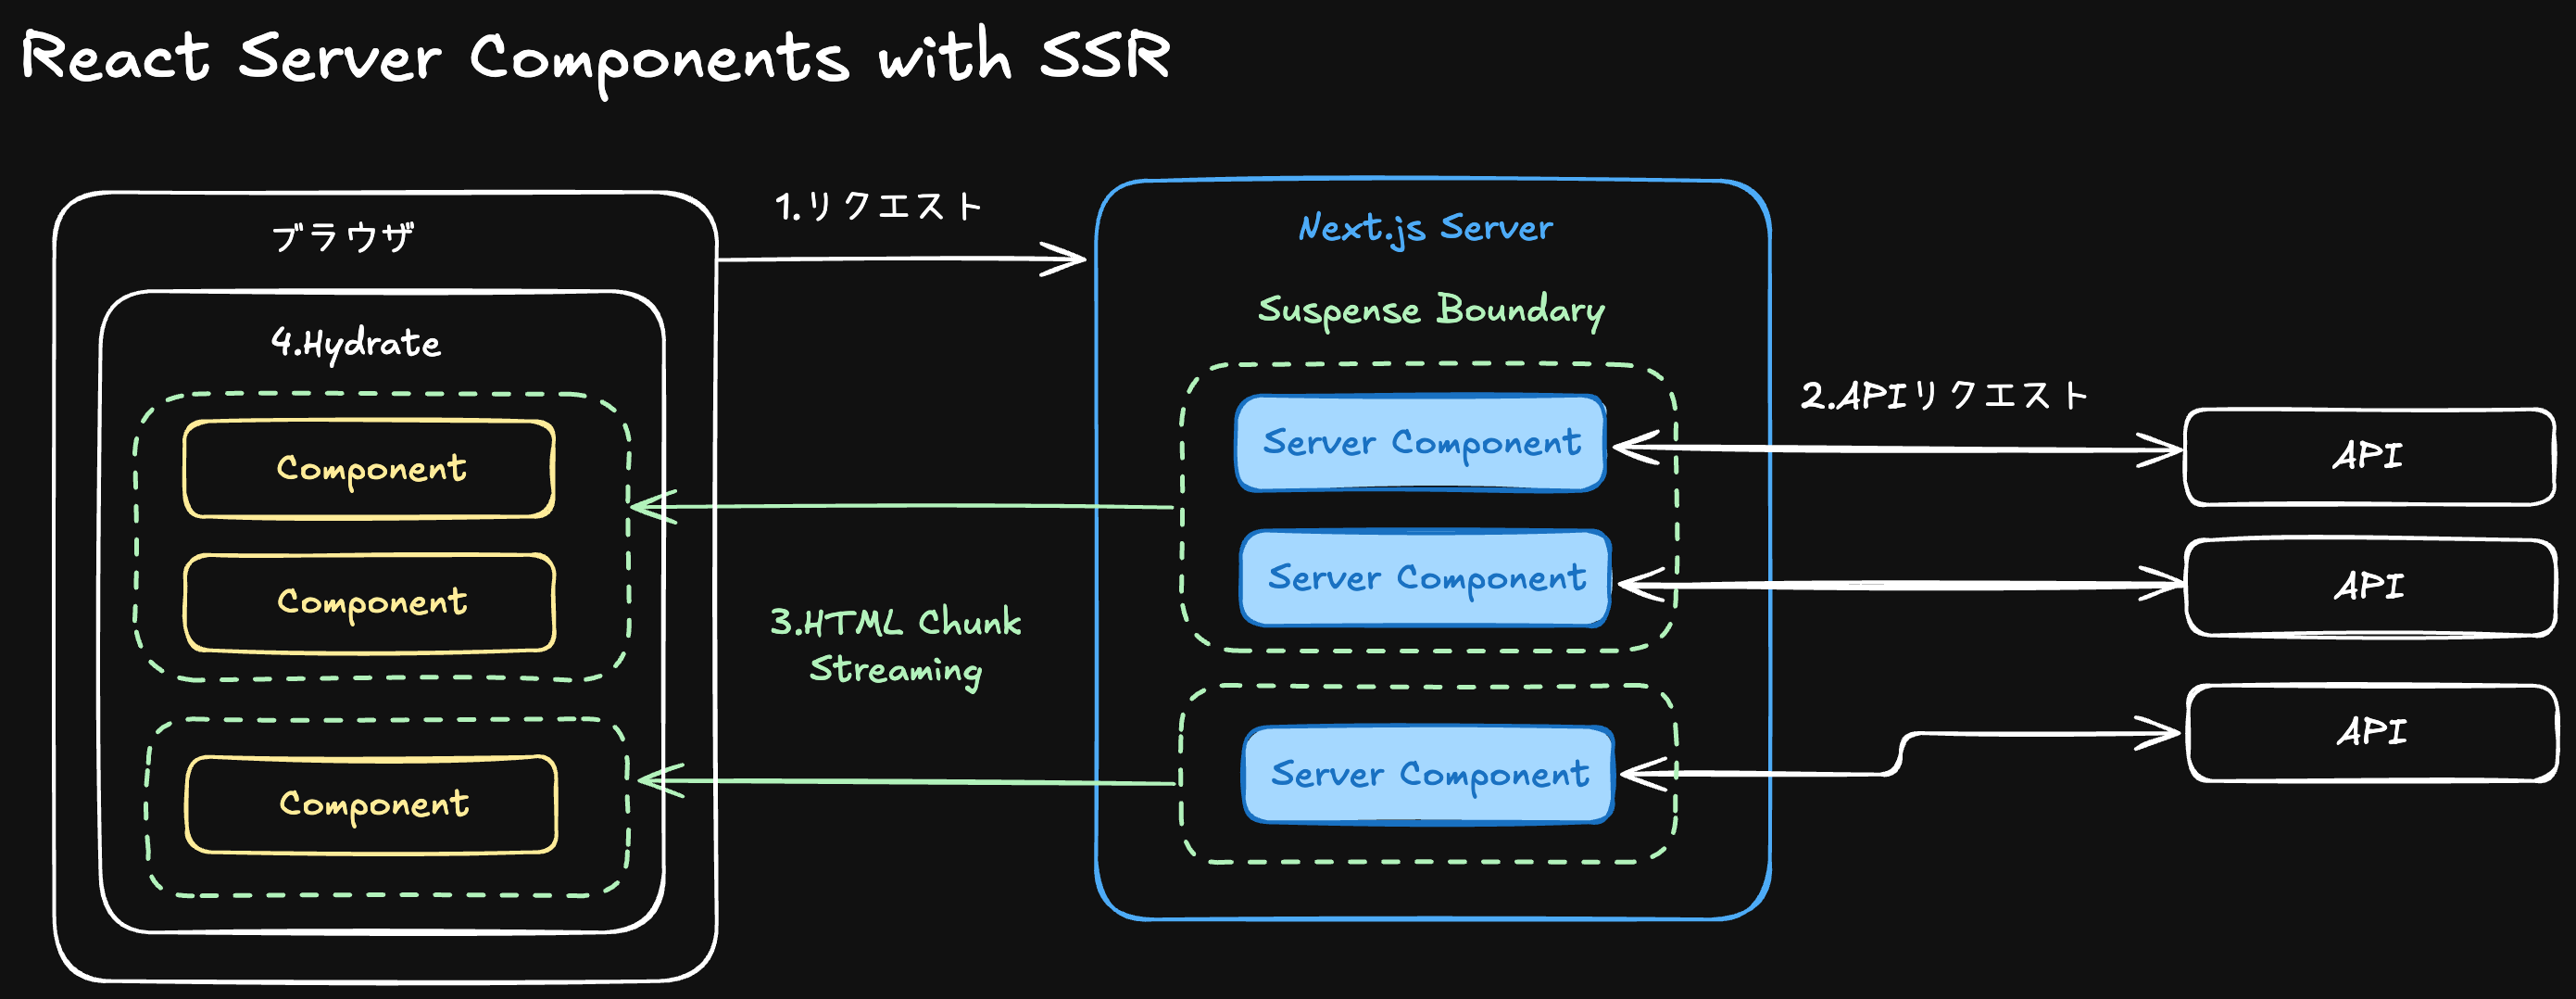 React Server Components with SSR
ブラウザ
1.リクエスト
Next.js Server
4.Hydrate
Suspense Boundary
Component
Component
Component
3.HTML Chunk
Streaming
Server Component
Server Component
Server Component
2.APIリクエスト
API
API
API